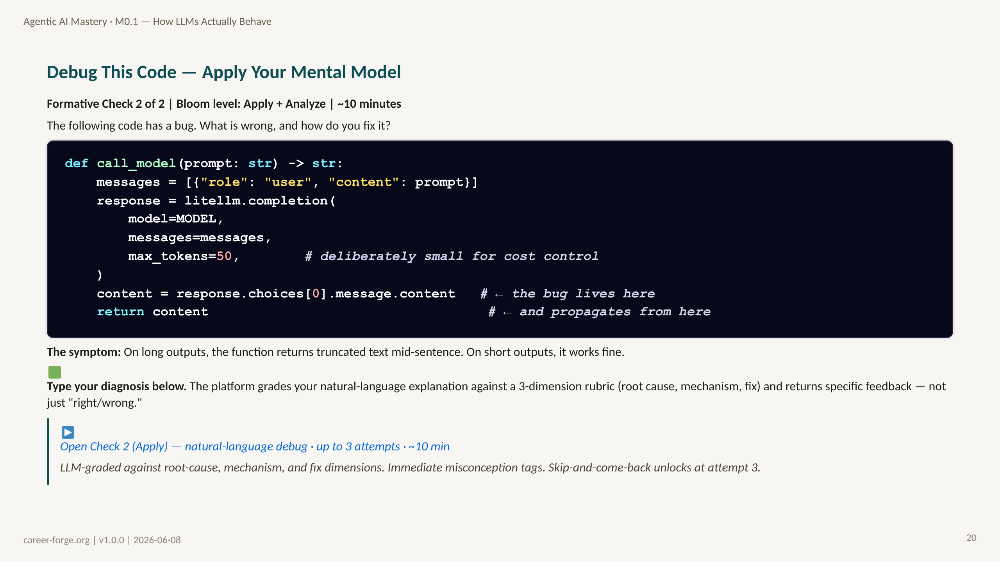 Agentic AI Mastery · M0.1 — How LLMs Actually Behave
Debug This Code — Apply Your Mental Model
Formative Check 2 of 2 | Bloom level: Apply + Analyze | ~10 minutes
The following code has a bug. What is wrong, and how do you fix it?
def call_model(prompt: str) -> str:
    messages = [{"role": "user", "content": prompt}]
    response = litellm.completion(
        model=MODEL,
        messages=messages,
        max_tokens=50,        # deliberately small for cost control
    )
    content = response.choices[0].message.content   # ← the bug lives here
    return content                                   # ← and propagates from here
The symptom: On long outputs, the function returns truncated text mid-sentence. On short outputs, it works fine.
Type your diagnosis below. The platform grades your natural-language explanation against a 3-dimension rubric (root cause, mechanism, fix) and returns specific feedback — not
just "right/wrong."
Open Check 2 (Apply) — natural-language debug · up to 3 attempts · ~10 min
LLM-graded against root-cause, mechanism, and fix dimensions. Immediate misconception tags. Skip-and-come-back unlocks at attempt 3.
career-forge.org | v1.0.0 | 2026-06-08
20